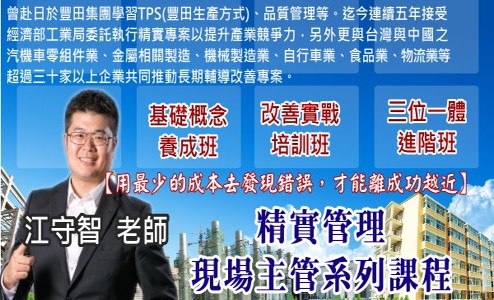 曾赴日於豐田集團學習TPS(豐田生產方式)、品質管理等。迄今連續五年接受
經濟部工業局委託執行精實專案以提升產業競爭力，另外更與台灣與中國之
汽機車零組件業、金屬相關製造、機械製造業、自行車業、食品業、物流業等
超過三十家以上企業共同推動長期輔導改善專案。
基礎概念
養成班
改善實戰
培訓班
三位一體
進階班
【用最少的成本去發現錯誤，才能離成功越近】
江守智 老師
精實管理
現場主管系列課程